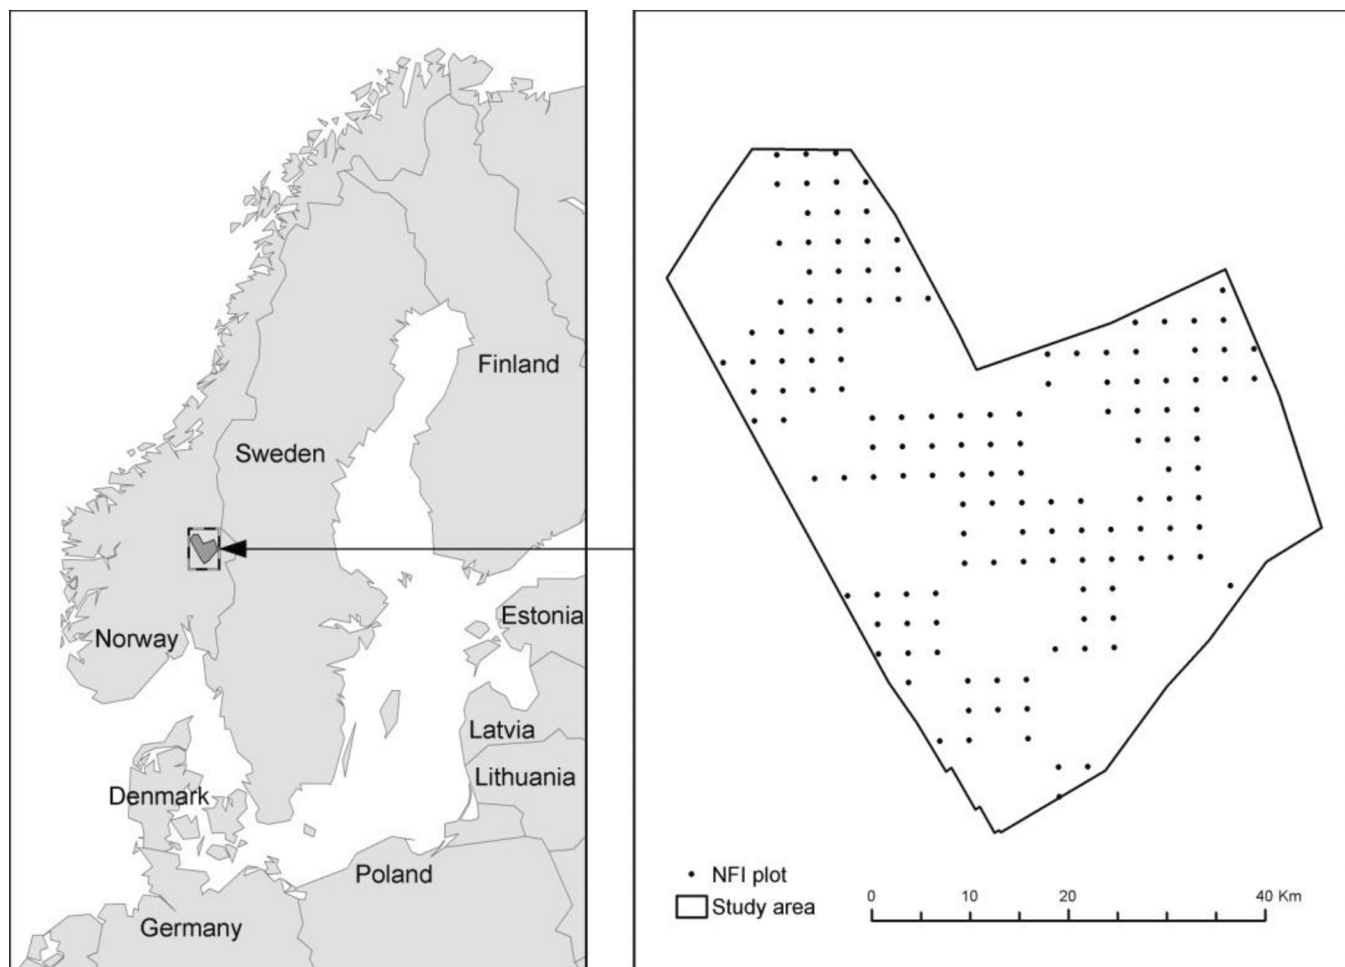 Finland
Sweden
Estonia
Norway
Latvia
Lithuania
Denmark
Poland
Germany
NFI plot
Study area
0 10 20 40 Km